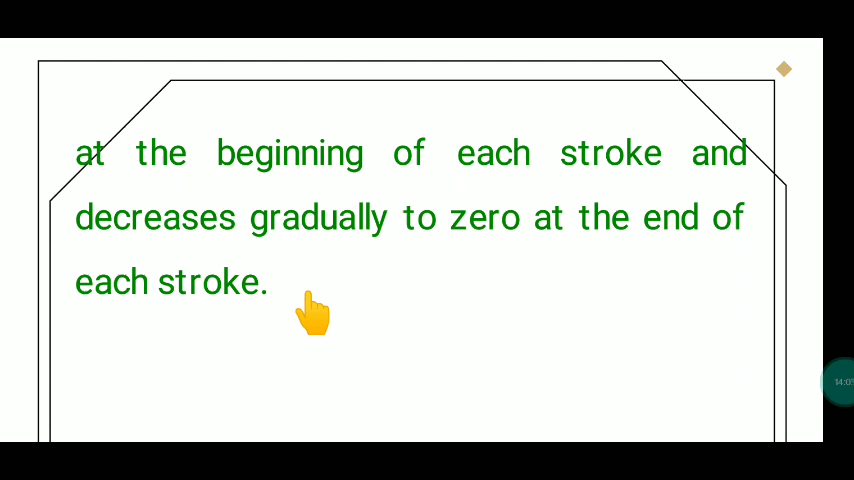 at the beginning of each stroke and
decreases gradually to zero at the end of
each stroke.